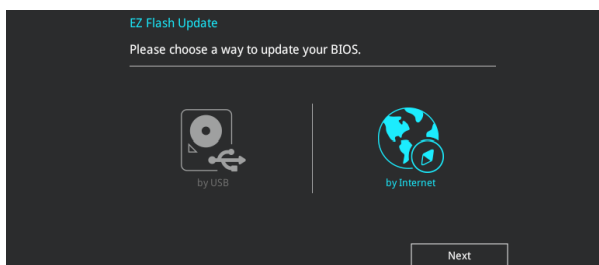 EZ Flash Update
Please choose a way to update your BIOS.
by USB
by Internet
Next